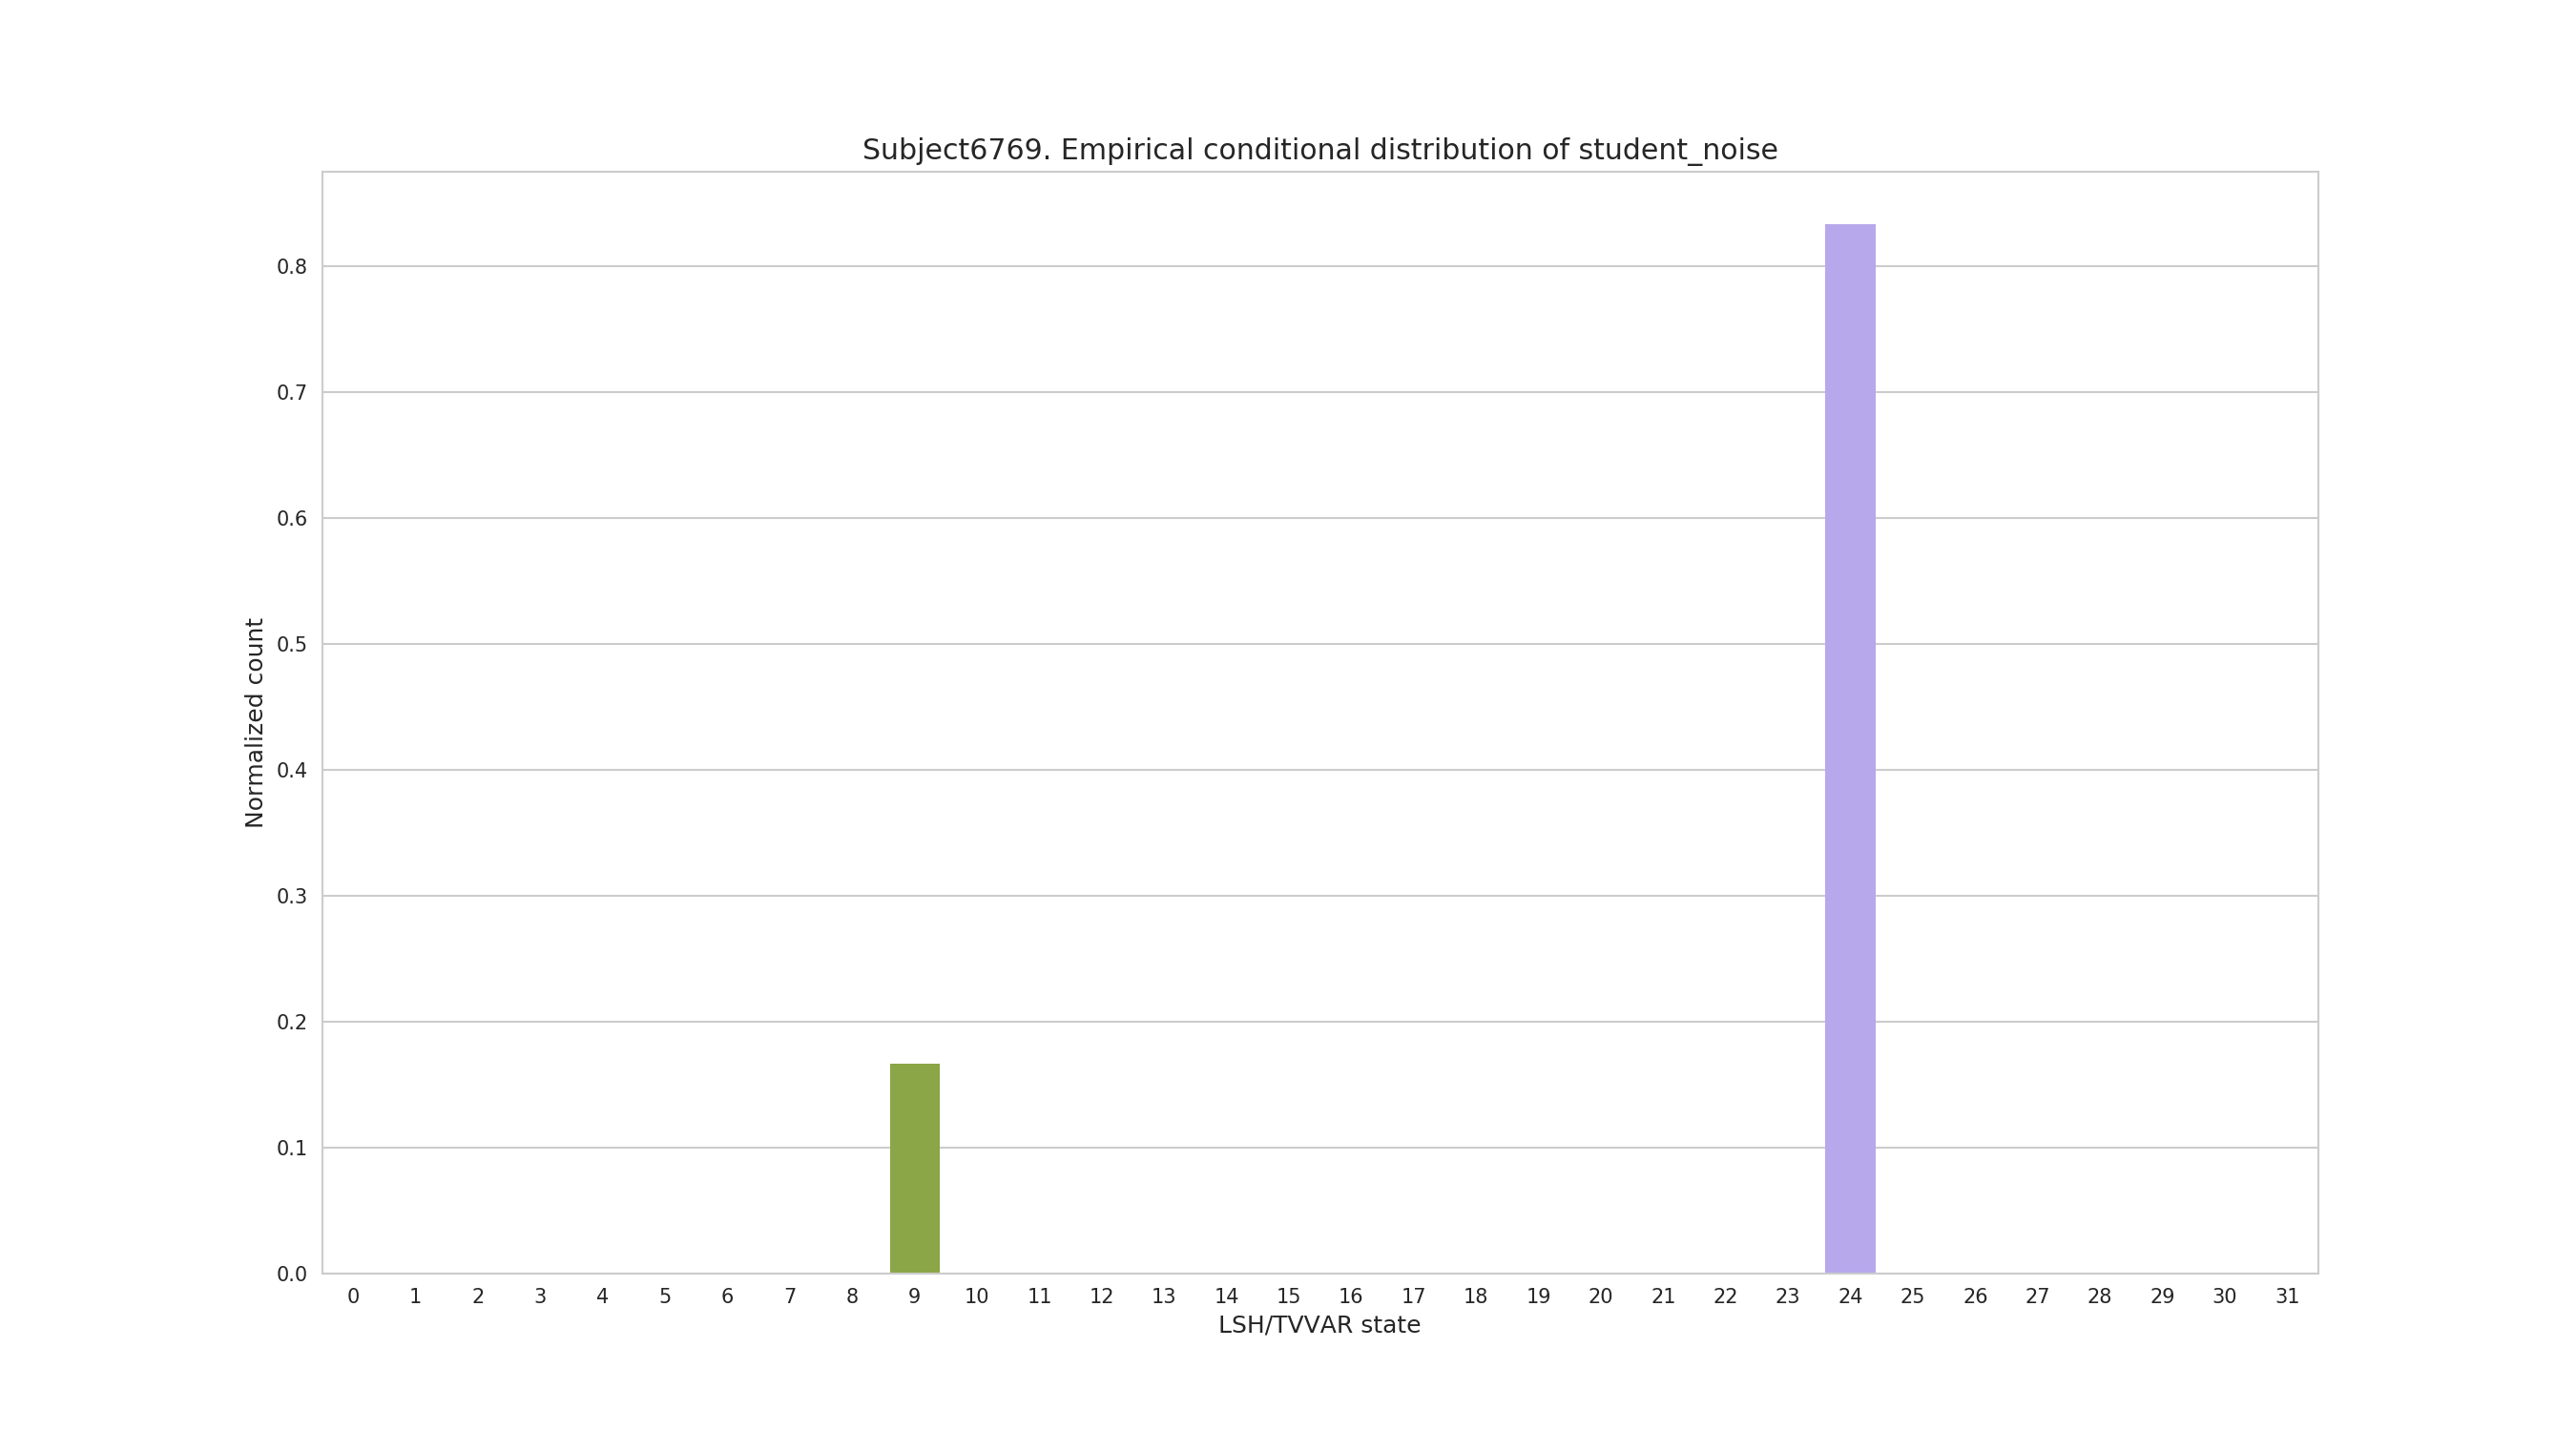 Subject6769. Empirical conditional distribution of student_noise
Normalized count
0.8
0.7
0.6
0.5
0.4
0.3
0.2
0.1
0.0
0 1 2 3 4 5 6 7 8 9 10 11 12 13 14 15 16 17 18 19 20 21 22 23 24 25 26 27 28 29 30 31
LSH/TVVAR state